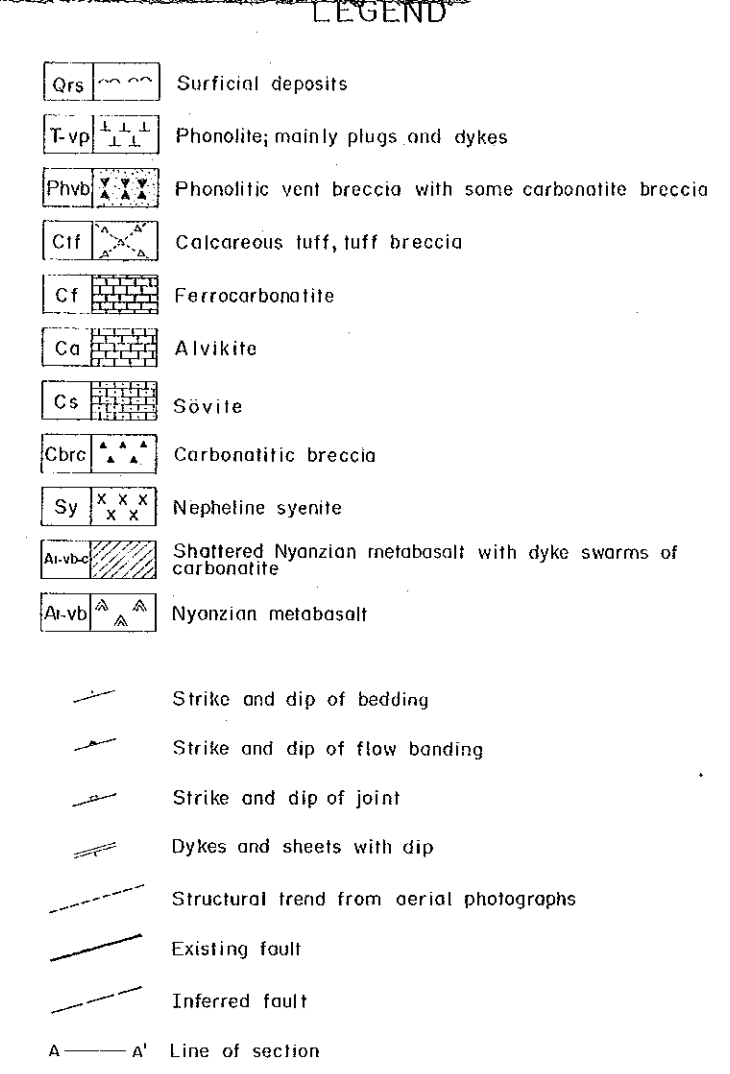 LEGEND
Qrs Surficial deposits
T-vp Phonolite; mainly plugs and dykes
Phvb Phonolitic vent breccia with some carbonatite breccia
Ctf Calcareous tuff, tuff breccia
Cf Ferrocarbonatite
Ca Alvikite
Cs Sövite
Cbrc Carbonatitic breccia
Sy Nepheline syenite
Ar-vb-c Shattered Nyanzian metabasalt with dyke swarms of
carbonatite
Ar-vb Nyanzian metabasalt
Strike and dip of bedding
Strike and dip of flow banding
Strike and dip of joint
Dykes and sheets with dip
Structural trend from aerial photographs
Existing fault
Inferred fault
A A' Line of section